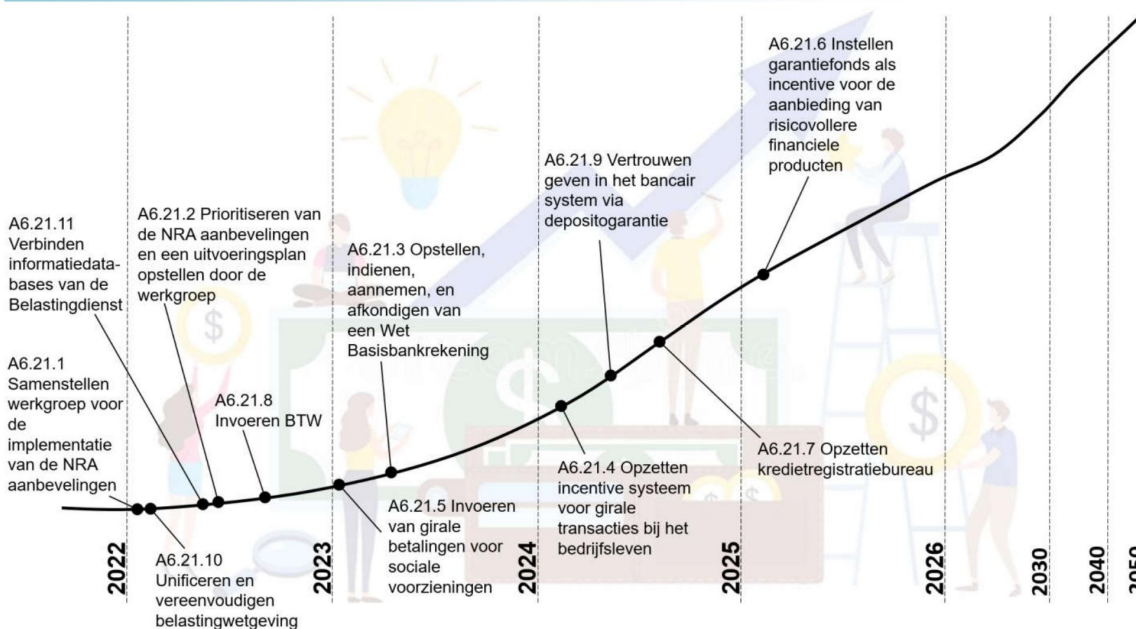 A6.21.6 Instellen
garantiefonds als
incentive voor de
aanbieding van
risicovollere
financiele
producten
A6.21.9 Vertrouwen
geven in het bancair
system via
depositogarantie
A6.21.11
Verbinden
informatiedata-
bases van de
Belastingdienst
A6.21.2 Prioritiseren van
de NRA aanbevelingen
en een uitvoeringsplan
opstellen door de
werkgroep
A6.21.3 Opstellen,
indienen,
aannemen, en
afkondigen van
een Wet
Basisbankrekening
A6.21.1
Samenstellen
werkgroep voor
de
implementatie
van de NRA
aanbevelingen
A6.21.8
Invoeren BTW
A6.21.7 Opzetten
kredietregistratiebureau
A6.21.4 Opzetten
incentive systeem
voor girale
transacties bij het
bedrijfsleven
A6.21.5 Invoeren
van girale
betalingen voor
sociale
voorzieningen
A6.21.10
Unificeren en
vereenvoudigen
belastingwetgeving
2022
2023
2024
2025
2026
2030
2040
2050